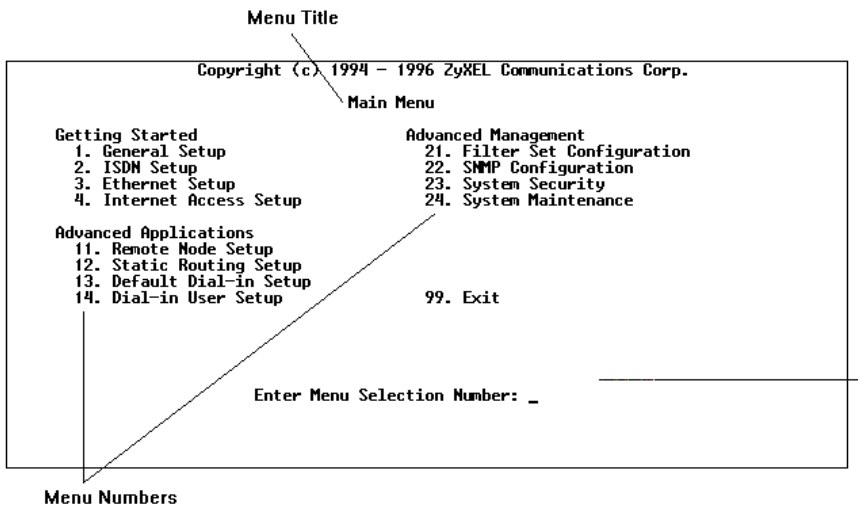 Menu Title
Copyright (c) 1994 - 1996 ZyXEL Communications Corp.
Main Menu
Getting Started
1. General Setup
2. ISDN Setup
3. Ethernet Setup
4. Internet Access Setup
Advanced Applications
11. Remote Node Setup
12. Static Routing Setup
13. Default Dial-in Setup
14. Dial-in User Setup
Advanced Management
21. Filter Set Configuration
22. SNMP Configuration
23. System Security
24. System Maintenance
99. Exit
Enter Menu Selection Number: _
Menu Numbers